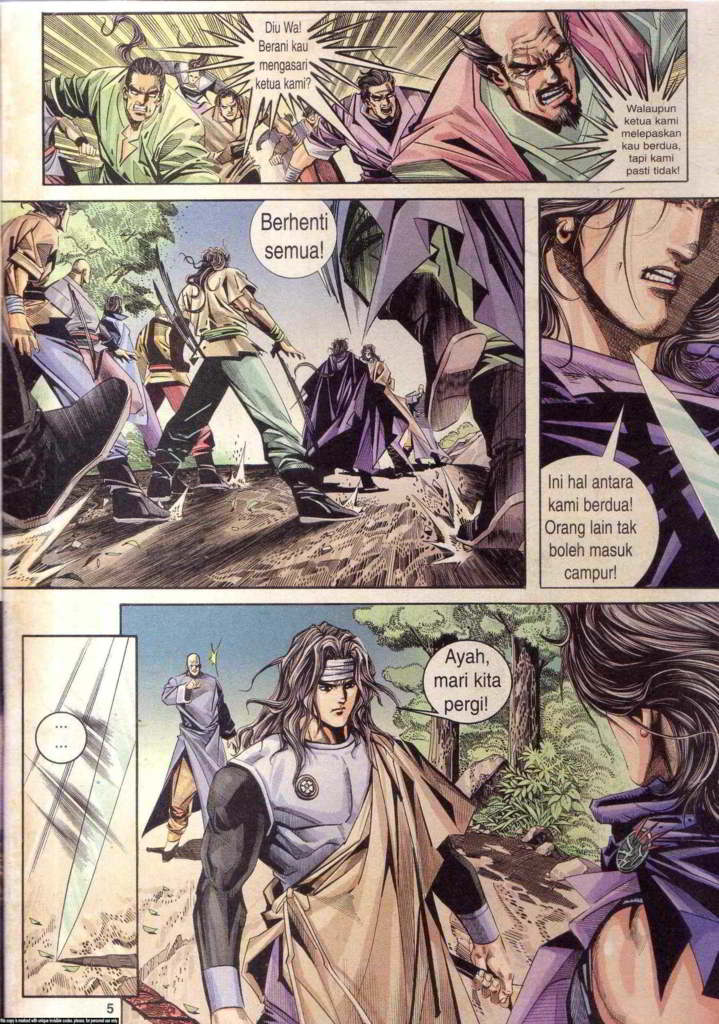 Diu Wa!
Berani kau
mengasari
ketua kami?
Walaupun
ketua kami
melepaskan
kau berdua,
tapi kami
pasti tidak!
Berhenti
semua!
Ini hal antara
kami berdua!
Orang lain tak
boleh masuk
campur!
...
...
Ayah,
mari kita
pergi!
5